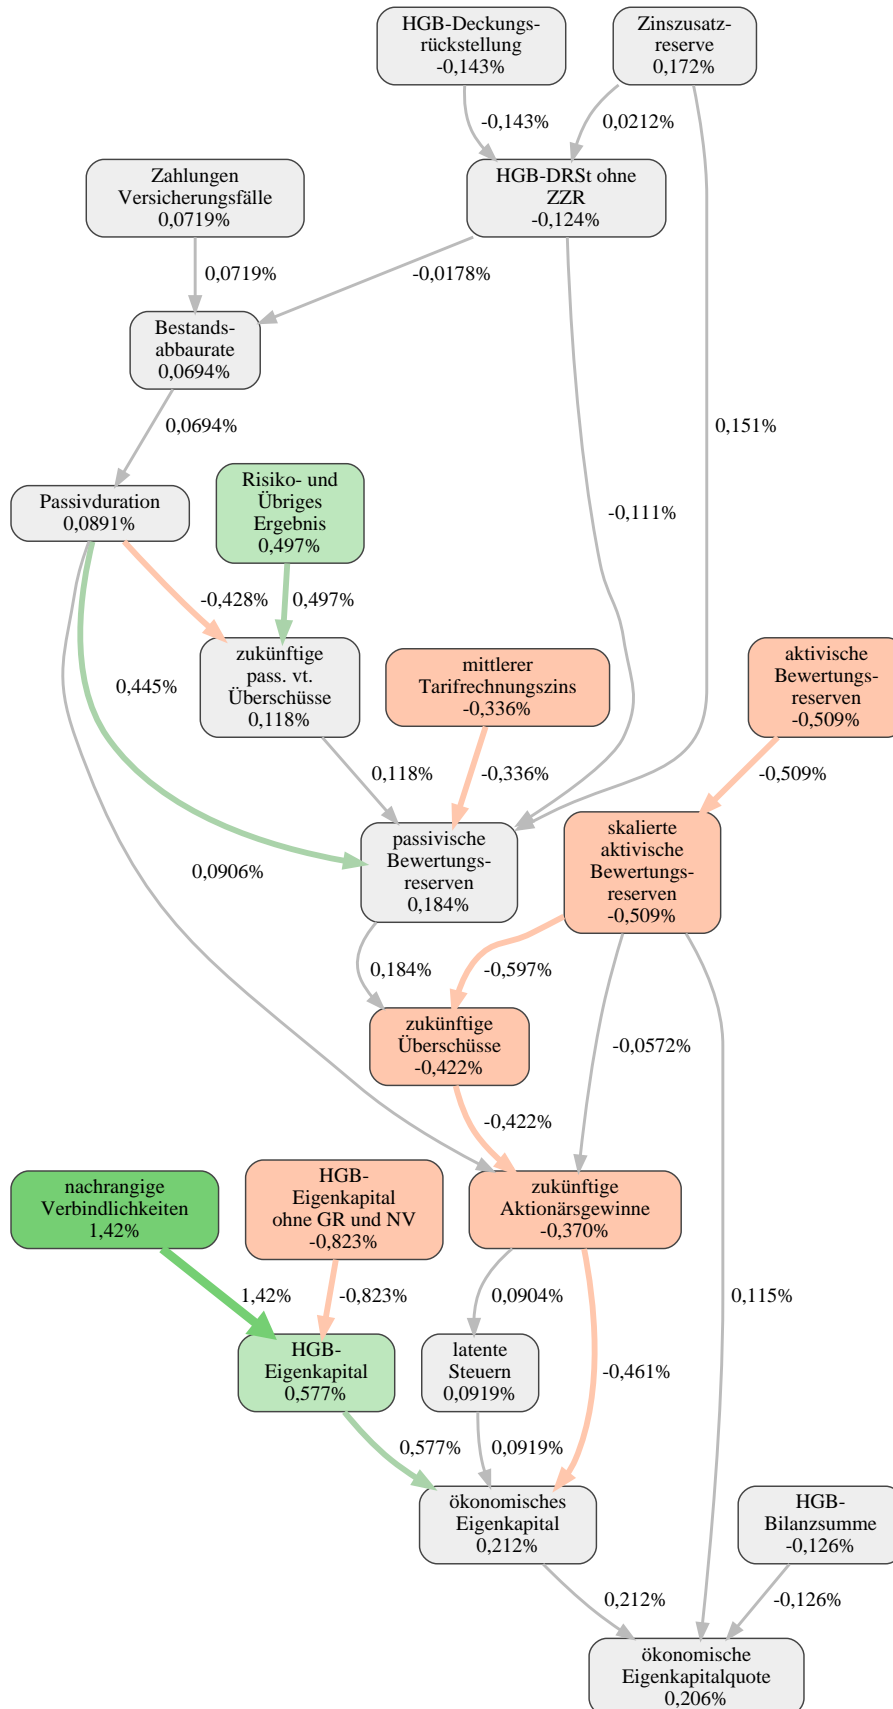 HGB-Deckungs-
rückstellung
-0,143%
Zinszusatz-
reserve
0,172%
-0,143%
0,0212%
Zahlungen
Versicherungsfälle
0,0719%
HGB-DRSt ohne
ZZR
-0,124%
0,0719%
-0,0178%
Bestands-
abbaurate
0,0694%
0,0694%
0,151%
Passivduration
0,0891%
Risiko- und
Übriges
Ergebnis
0,497%
-0,111%
-0,428%
0,497%
zukünftige
pass. vt.
Überschüsse
0,118%
mittlerer
Tarifrechnungszins
-0,336%
aktivische
Bewertungs-
reserven
-0,509%
0,445%
0,118%
-0,336%
-0,509%
passivische
Bewertungs-
reserven
0,184%
skalierte
aktivische
Bewertungs-
reserven
-0,509%
0,0906%
0,184%
-0,597%
zukünftige
Überschüsse
-0,422%
-0,0572%
-0,422%
nachrangige
Verbindlichkeiten
1,42%
HGB-
Eigenkapital
ohne GR und NV
-0,823%
zukünftige
Aktionärsgewinne
-0,370%
1,42%
-0,823%
0,0904%
0,115%
HGB-
Eigenkapital
0,577%
latente
Steuern
0,0919%
-0,461%
0,577%
0,0919%
ökonomisches
Eigenkapital
0,212%
HGB-
Bilanzsumme
-0,126%
0,212%
-0,126%
ökonomische
Eigenkapitalquote
0,206%